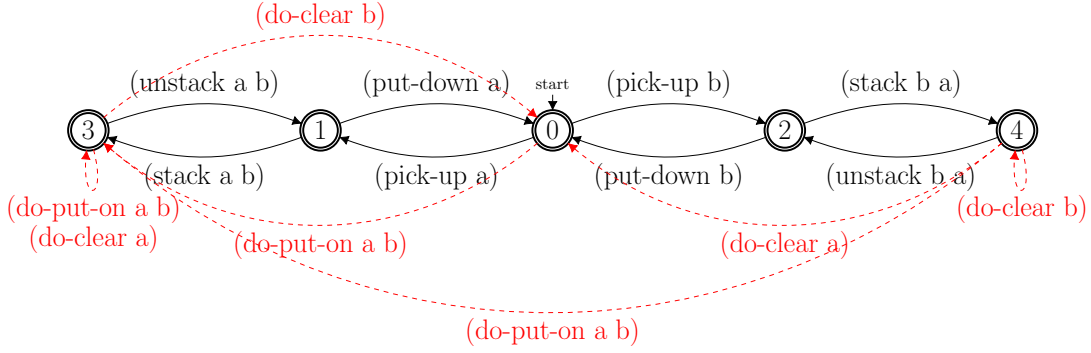 (do-clear b)
(unstack a b)
(put-down a)
start
(pick-up b)
(stack b a)
3
1
0
2
4
(stack a b)
(pick-up a)
(put-down b)
(unstack b a)
(do-put-on a b)
(do-clear a)
(do-put-on a b)
(do-clear a)
(do-clear b)
(do-put-on a b)